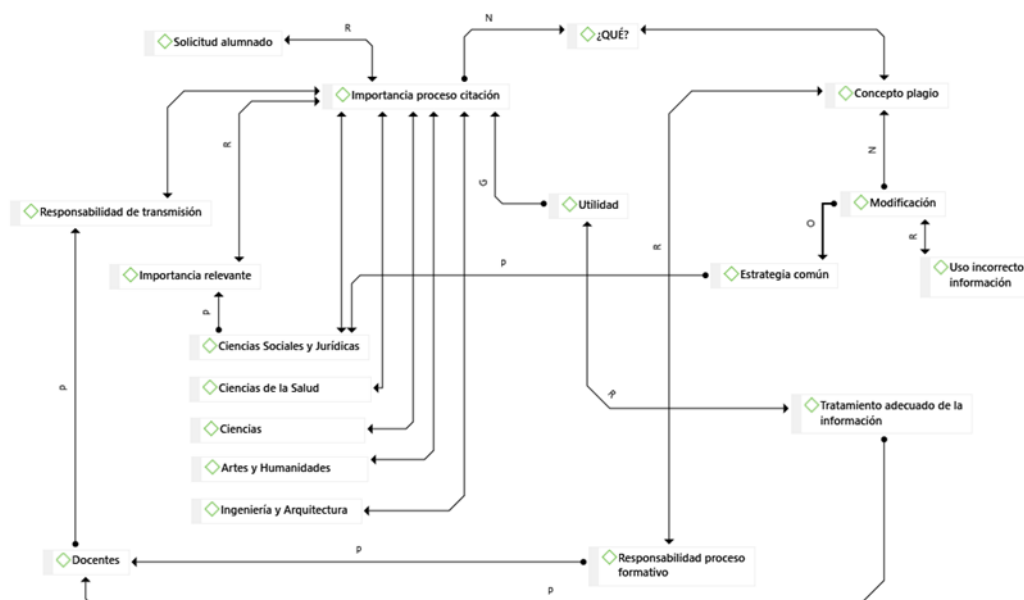 N
R
Solicitud alumnado
¿QUÉ?
Importancia proceso citación
Concepto plagio
R
N
G
Responsabilidad de transmisión
Utilidad
Modificación
O
R
R
Importancia relevante
P
Estrategia común
Uso incorrecto
información
P
Ciencias Sociales y Jurídicas
P
Ciencias de la Salud
R
Tratamiento adecuado de la
información
Ciencias
Artes y Humanidades
Ingeniería y Arquitectura
P
Docentes
Responsabilidad proceso
formativo
P